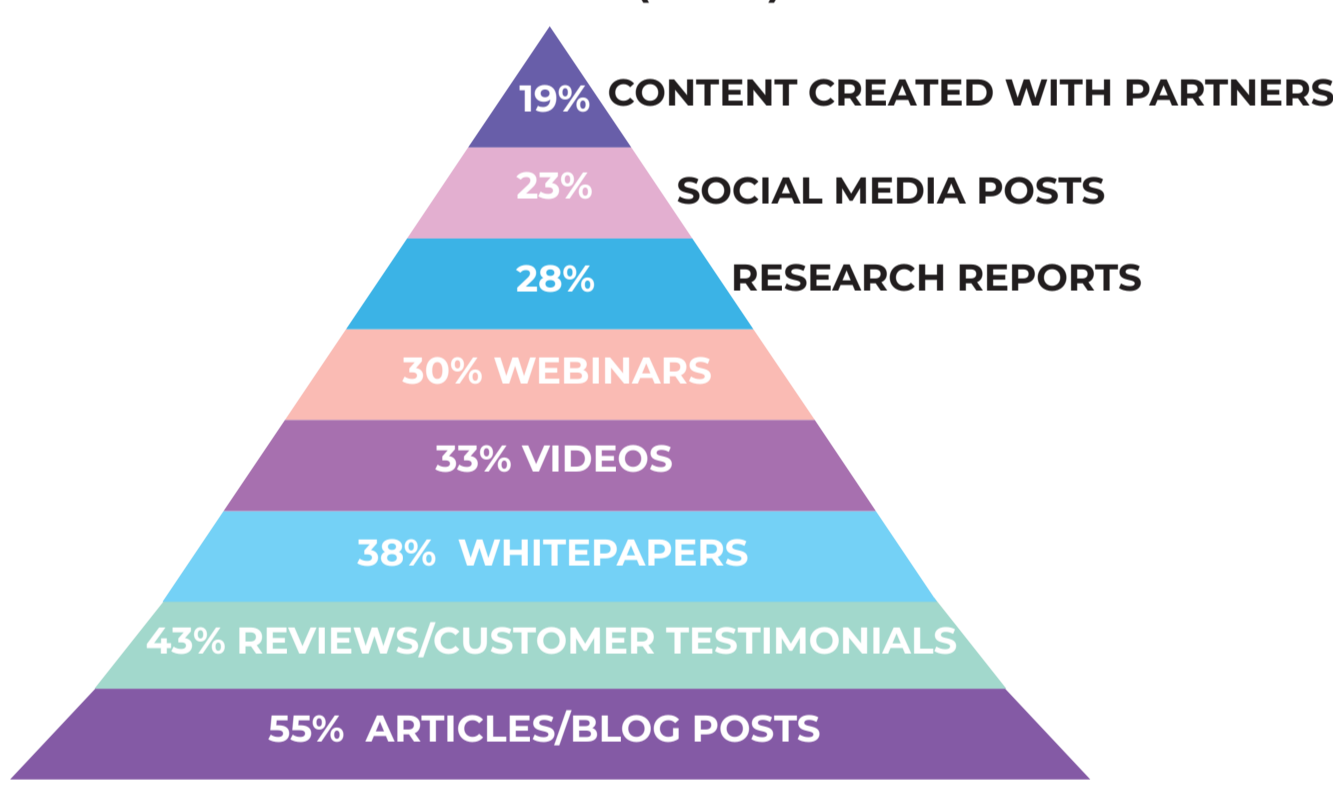 19% CONTENT CREATED WITH PARTNERS
23% SOCIAL MEDIA POSTS
28% RESEARCH REPORTS
30% WEBINARS
33% VIDEOS
38% WHITEPAPERS
43% REVIEWS/CUSTOMER TESTIMONIALS
55% ARTICLES/BLOG POSTS